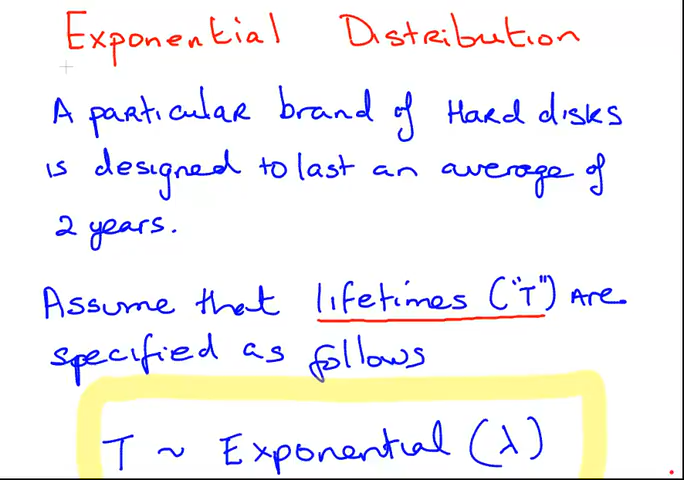 Exponential Distribution
A particular brand of Hard disks
is designed to last an average of
2 years.
Assume that lifetimes ("T") are
specified as follows
T ~ Exponential (λ)